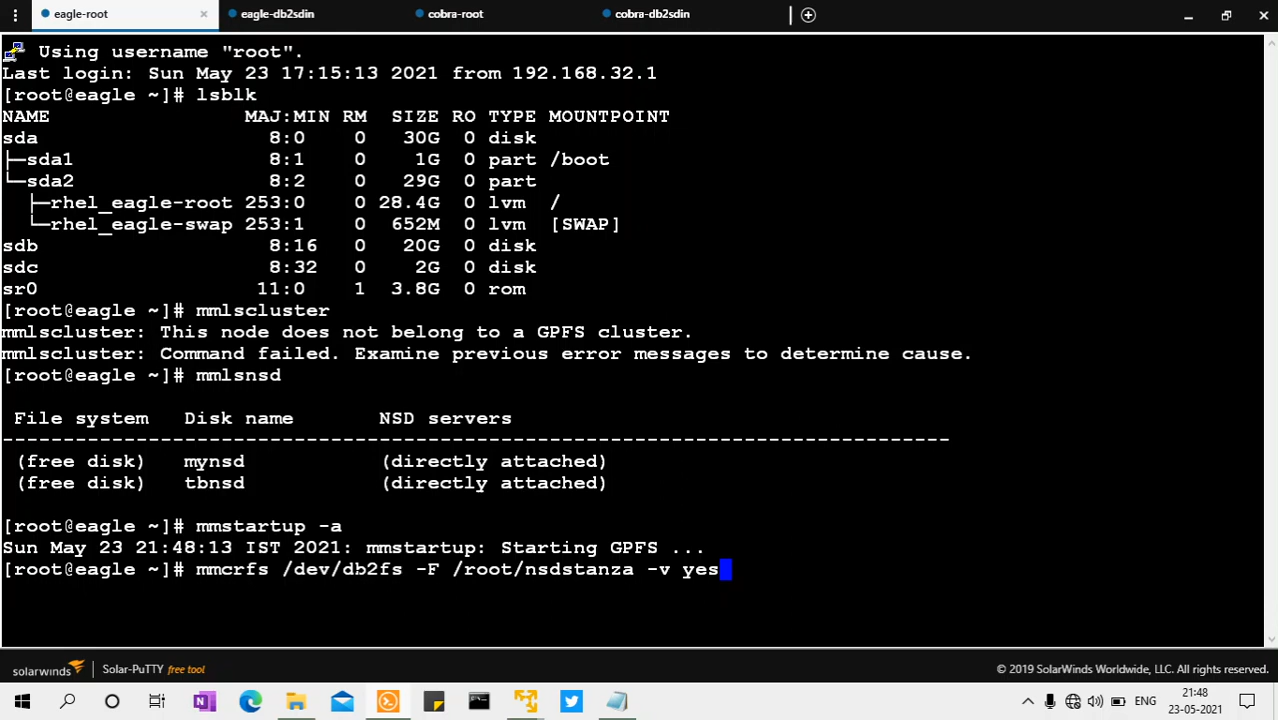 eagle-root × eagle-db2sdin cobra-root cobra-db2sdin
Using username "root".
Last login: Sun May 23 17:15:13 2021 from 192.168.32.1
[root@eagle ~]# lsblk
NAME MAJ:MIN RM SIZE RO TYPE MOUNTPOINT
sda 8:0 0 30G 0 disk
├─sda1 8:1 0 1G 0 part /boot
└─sda2 8:2 0 29G 0 part
├─rhel_eagle-root 253:0 0 28.4G 0 lvm /
└─rhel_eagle-swap 253:1 0 652M 0 lvm [SWAP]
sdb 8:16 0 20G 0 disk
sdc 8:32 0 2G 0 disk
sr0 11:0 1 3.8G 0 rom
[root@eagle ~]# mmlscluster
mmlscluster: This node does not belong to a GPFS cluster.
mmlscluster: Command failed. Examine previous error messages to determine cause.
[root@eagle ~]# mmlsnsd
File system Disk name NSD servers
------------------------------------------------------------------------------
(free disk) mynsd (directly attached)
(free disk) tbnsd (directly attached)
[root@eagle ~]# mmstartup -a
Sun May 23 21:48:13 IST 2021: mmstartup: Starting GPFS ...
[root@eagle ~]# mmcrfs /dev/db2fs -F /root/nsdstanza -v yes
solarwinds Solar-PuTTY free tool © 2019 SolarWinds Worldwide, LLC. All rights reserved.
ENG 21:48
23-05-2021